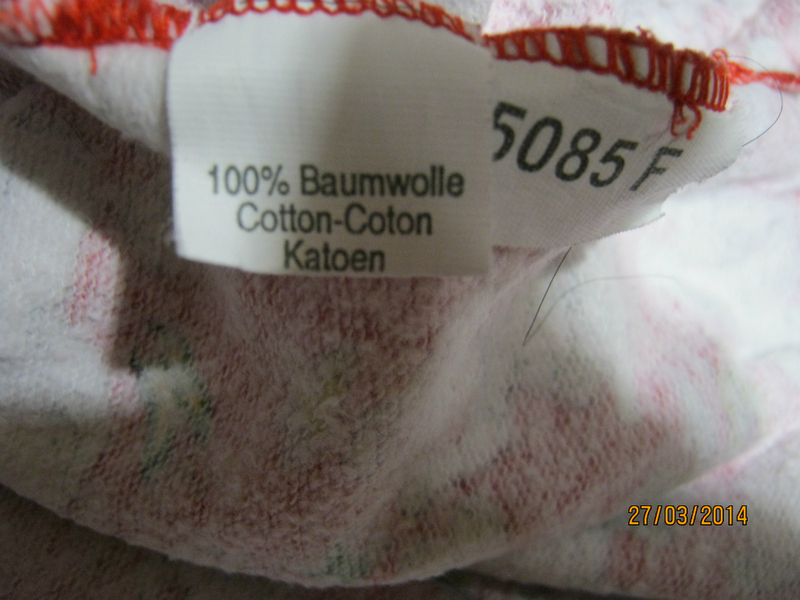 100% Baumwolle
Cotton-Coton
Katoen
5085 F
27/03/2014